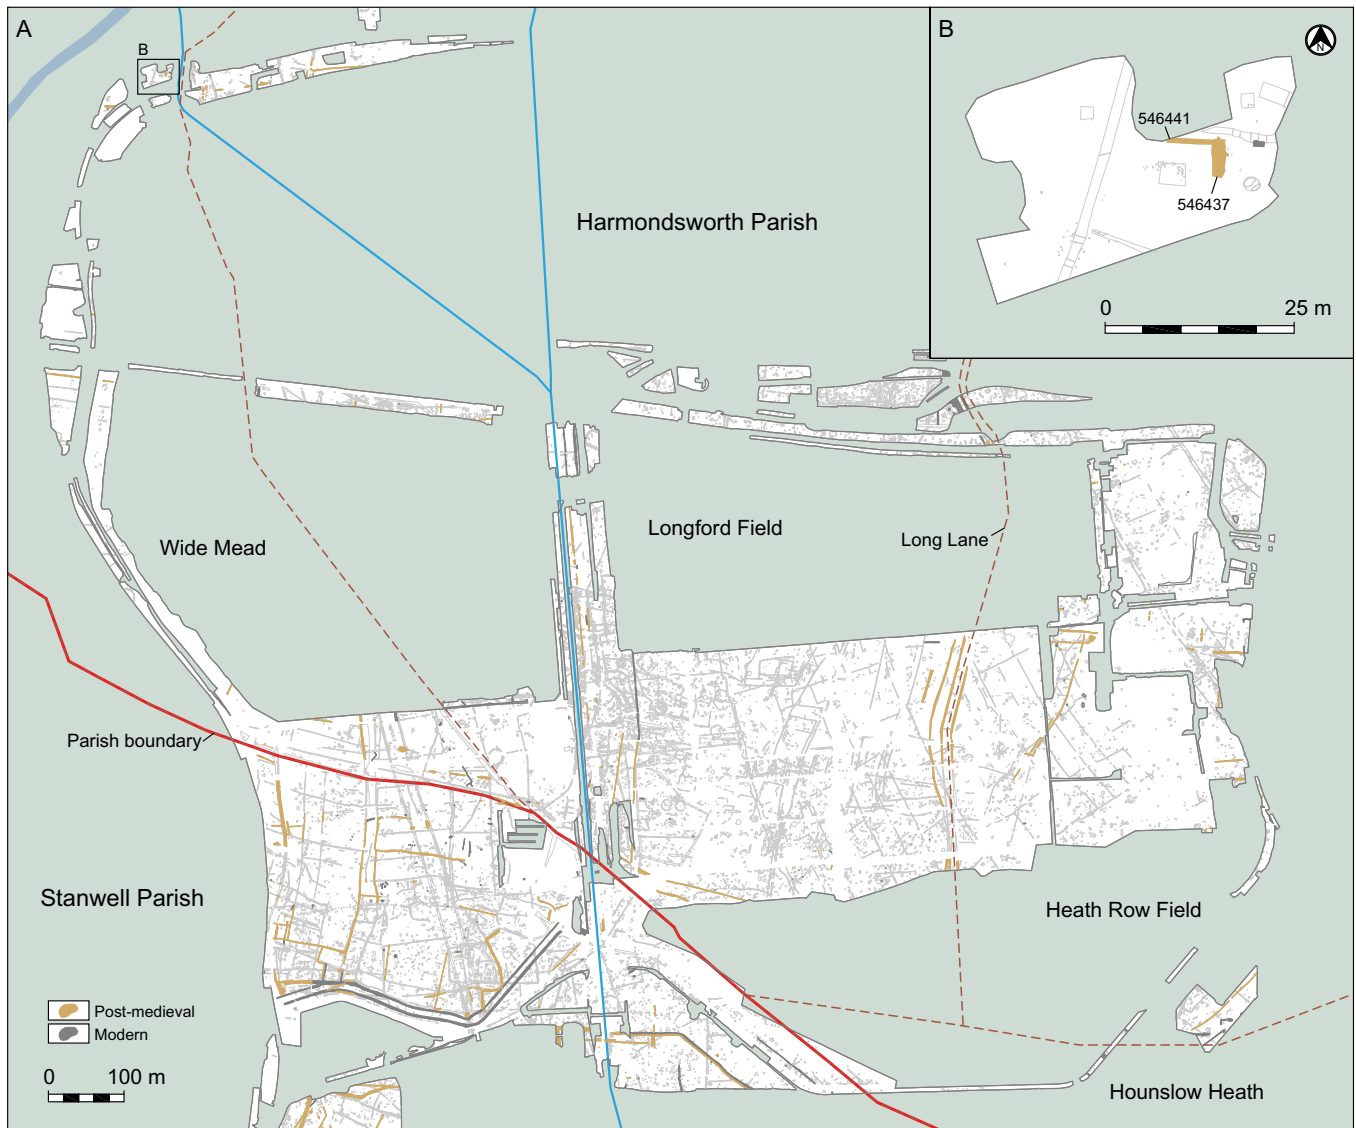 A
B
B
N
546441
546437
0
25 m
Harmondsworth Parish
Wide Mead
Longford Field
Long Lane
Parish boundary
Stanwell Parish
Heath Row Field
Post-medieval
Modern
0
100 m
Hounslow Heath